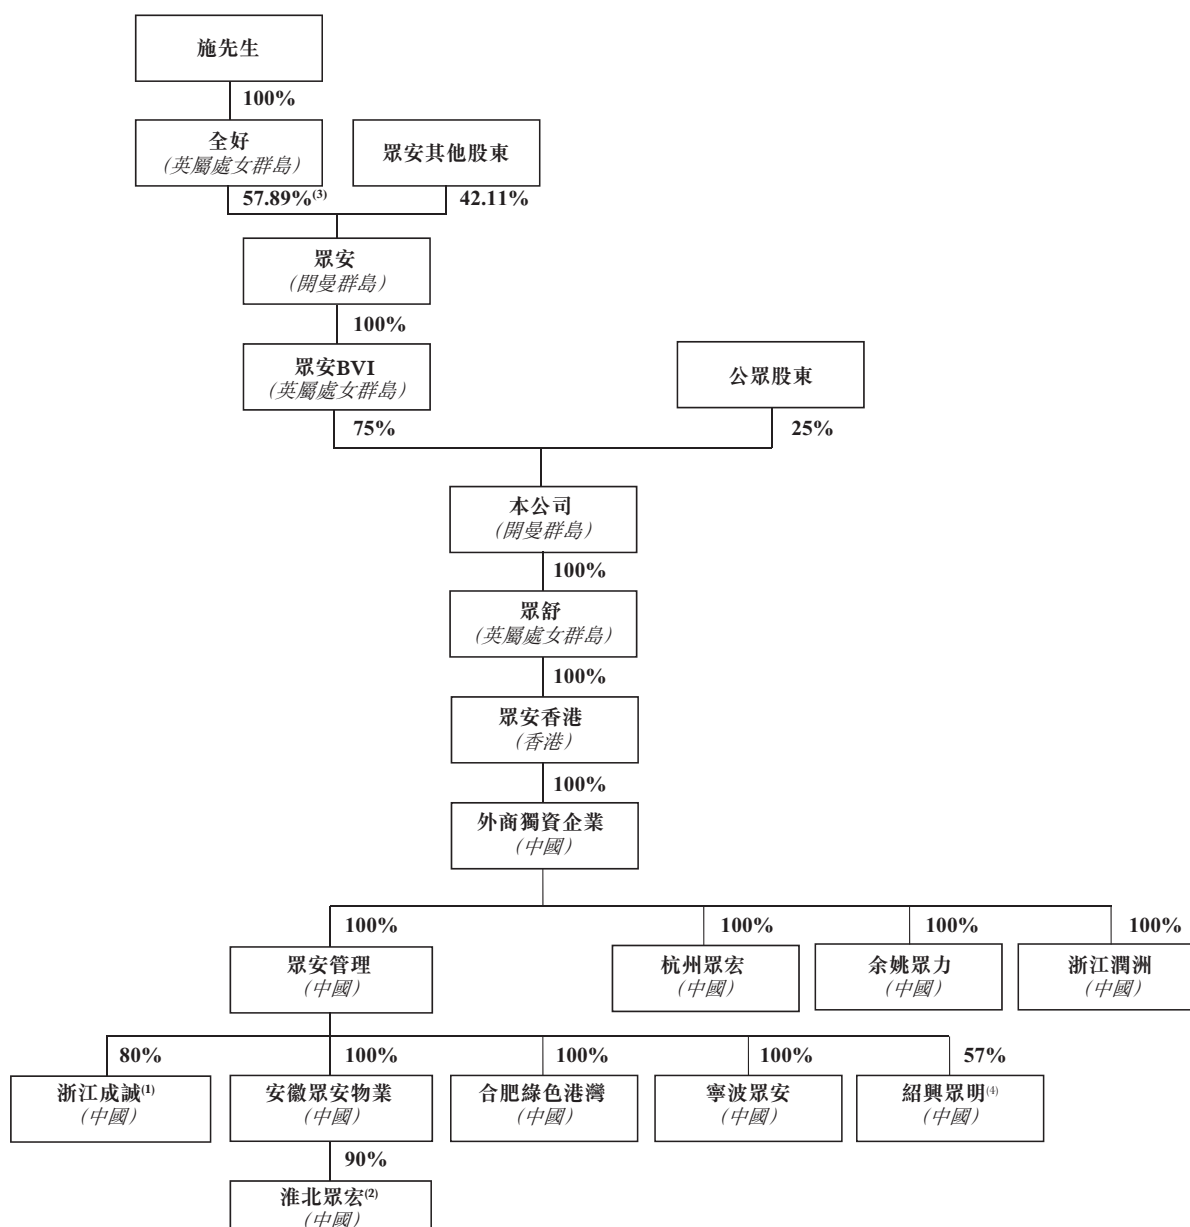 施先生
100%
全好
（英屬處女群島）
眾安其他股東
57.89%(3)
42.11%
眾安
（開曼群島）
100%
眾安BVI
（英屬處女群島）
公眾股東
75%
25%
本公司
（開曼群島）
100%
眾舒
（英屬處女群島）
100%
眾安香港
（香港）
100%
外商獨資企業
（中國）
100%
100%
100%
100%
眾安管理
（中國）
杭州眾宏
（中國）
余姚眾力
（中國）
浙江潤洲
（中國）
80%
100%
100%
100%
57%
浙江成誠(1)
（中國）
安徽眾安物業
（中國）
合肥綠色港灣
（中國）
寧波眾安
（中國）
紹興眾明(4)
（中國）
90%
淮北眾宏(2)
（中國）